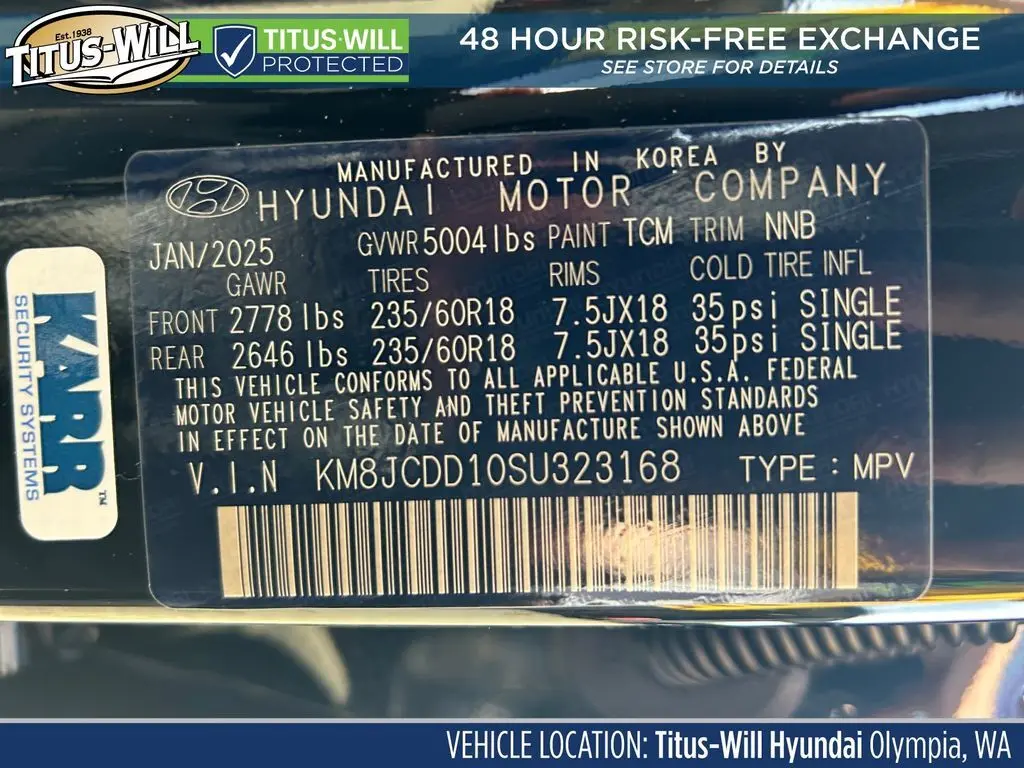 Est.1938
TITUS-WILL
TITUS-WILL
PROTECTED
48 HOUR RISK-FREE EXCHANGE
SEE STORE FOR DETAILS
MANUFACTURED IN KOREA BY
HYUNDAI MOTOR COMPANY
JAN/2025 GVWR 5004 lbs PAINT TCM TRIM NNB
GAWR TIRES RIMS COLD TIRE INFL
FRONT 2778 lbs 235/60R18 7.5JX18 35psi SINGLE
REAR 2646 lbs 235/60R18 7.5JX18 35psi SINGLE
THIS VEHICLE CONFORMS TO ALL APPLICABLE U.S.A. FEDERAL
MOTOR VEHICLE SAFETY AND THEFT PREVENTION STANDARDS
IN EFFECT ON THE DATE OF MANUFACTURE SHOWN ABOVE
V.I.N KM8JCDD10SU323168 TYPE : MPV
KARR™
SECURITY SYSTEMS
VEHICLE LOCATION: Titus-Will Hyundai Olympia, WA